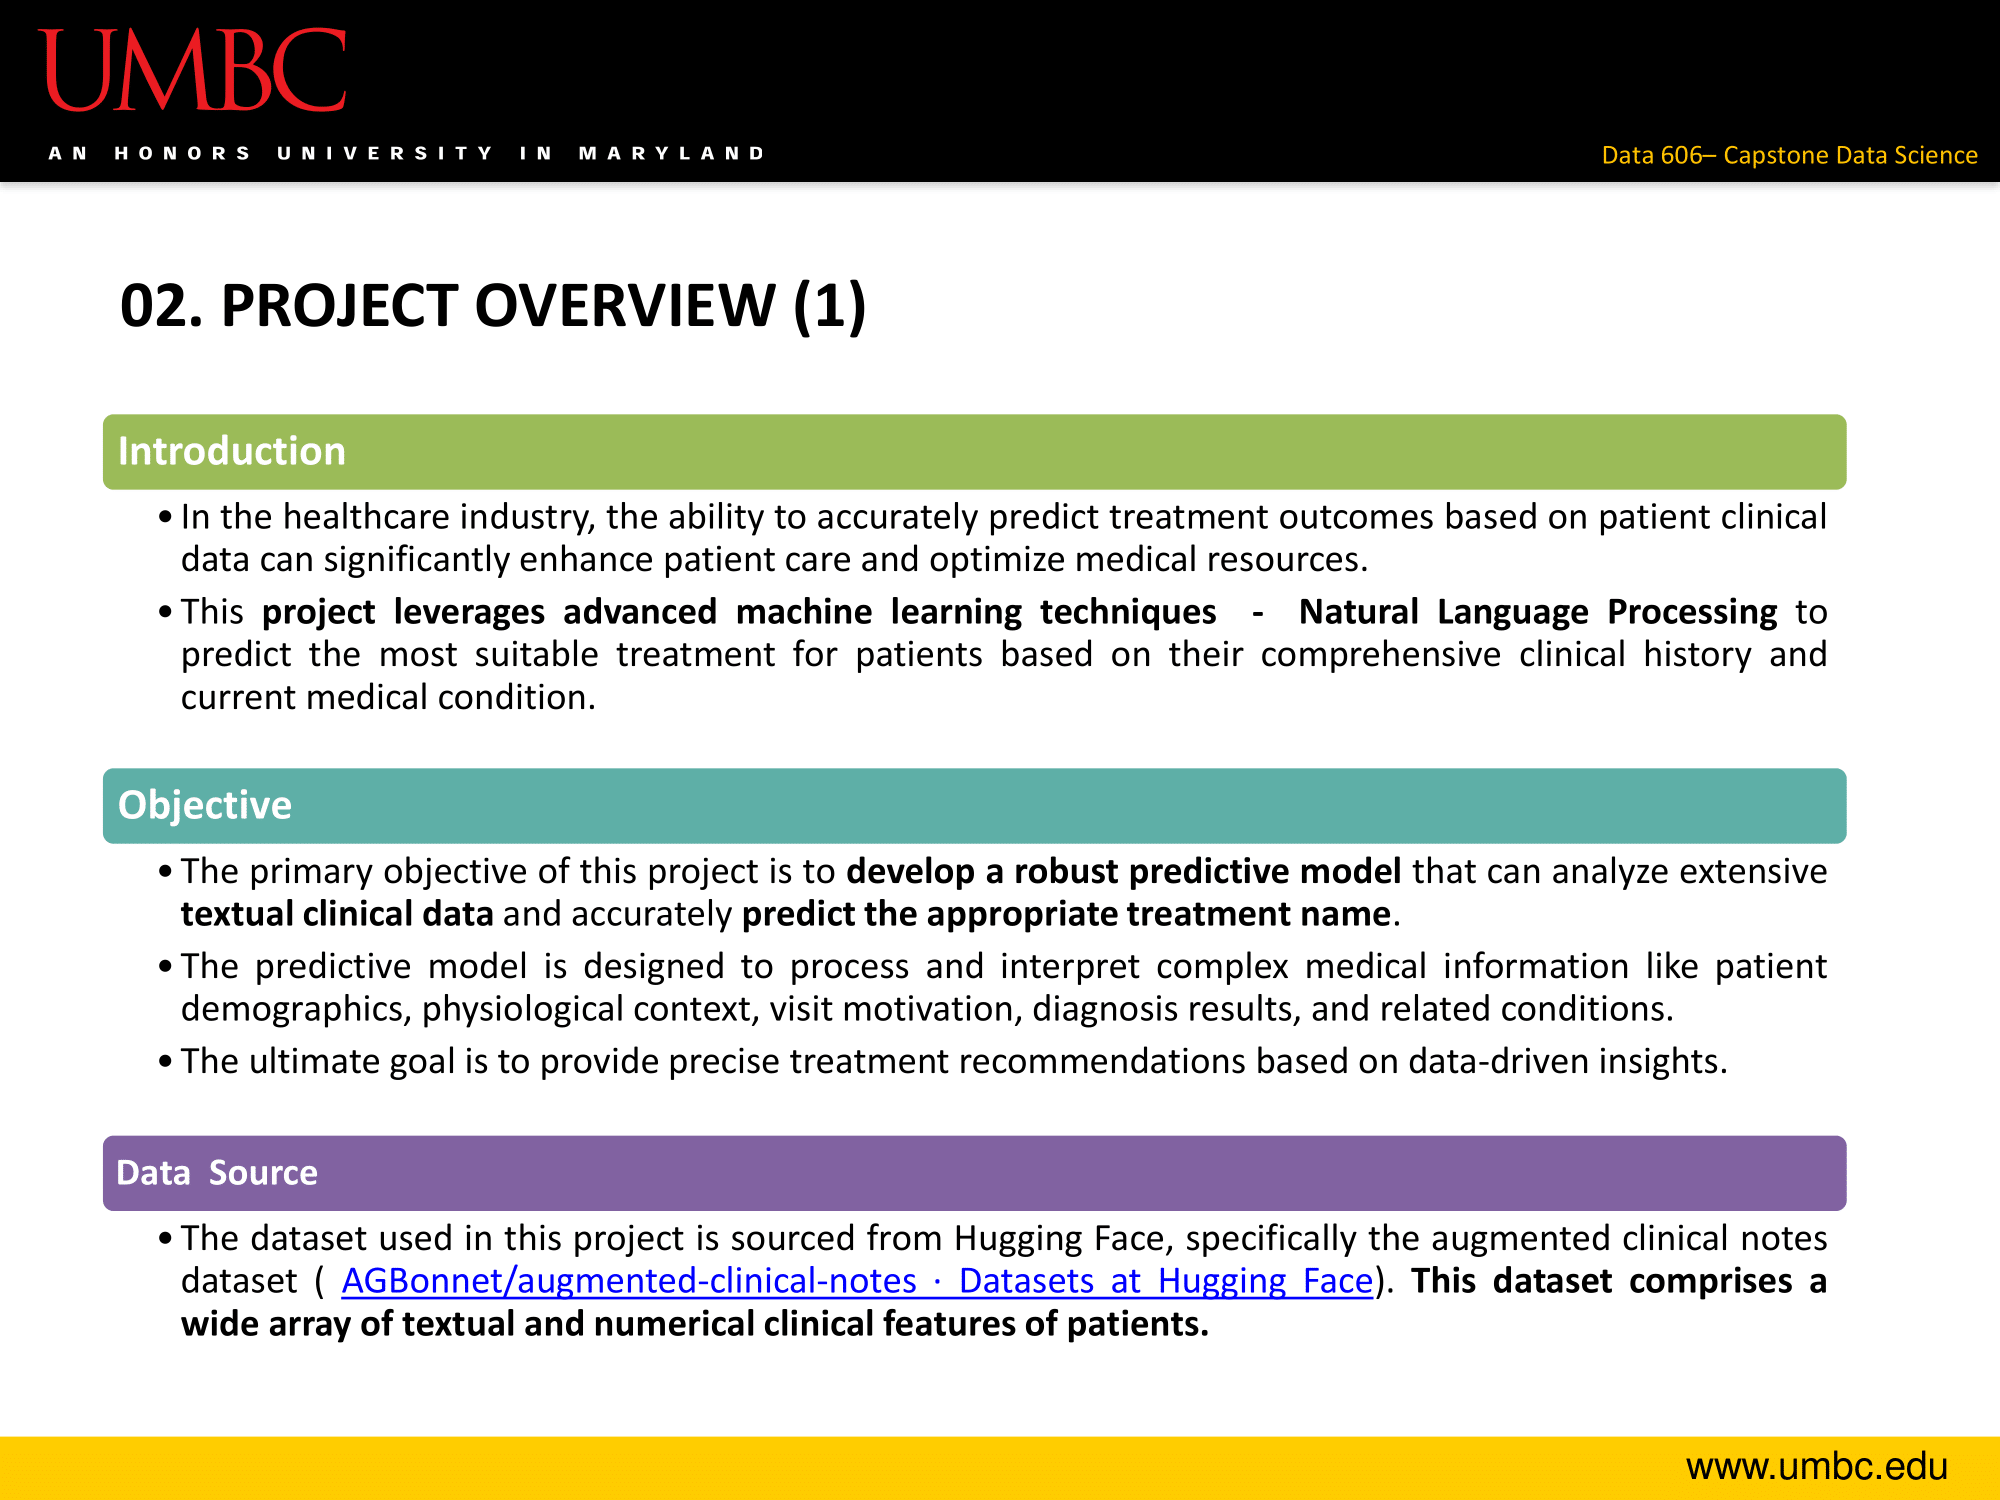 UMBC
AN HONORS UNIVERSITY IN MARYLAND
Data 606– Capstone Data Science
02. PROJECT OVERVIEW (1)
Introduction
• In the healthcare industry, the ability to accurately predict treatment outcomes based on patient clinical
data can significantly enhance patient care and optimize medical resources.
• This project leverages advanced machine learning techniques - Natural Language Processing to
predict the most suitable treatment for patients based on their comprehensive clinical history and
current medical condition.
Objective
• The primary objective of this project is to develop a robust predictive model that can analyze extensive
textual clinical data and accurately predict the appropriate treatment name.
• The predictive model is designed to process and interpret complex medical information like patient
demographics, physiological context, visit motivation, diagnosis results, and related conditions.
• The ultimate goal is to provide precise treatment recommendations based on data-driven insights.
Data Source
• The dataset used in this project is sourced from Hugging Face, specifically the augmented clinical notes
dataset ( AGBonnet/augmented-clinical-notes · Datasets at Hugging Face). This dataset comprises a
wide array of textual and numerical clinical features of patients.
www.umbc.edu